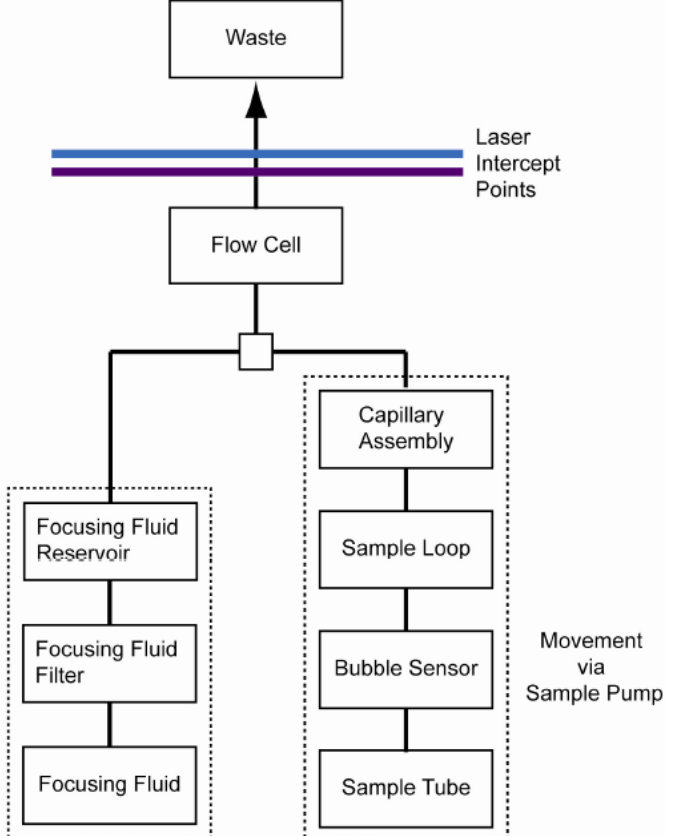 Waste
Laser
Intercept
Points
Flow Cell
Capillary
Assembly
Focusing Fluid
Reservoir
Sample Loop
Focusing Fluid
Filter
Bubble Sensor
Movement
via
Sample Pump
Focusing Fluid
Sample Tube